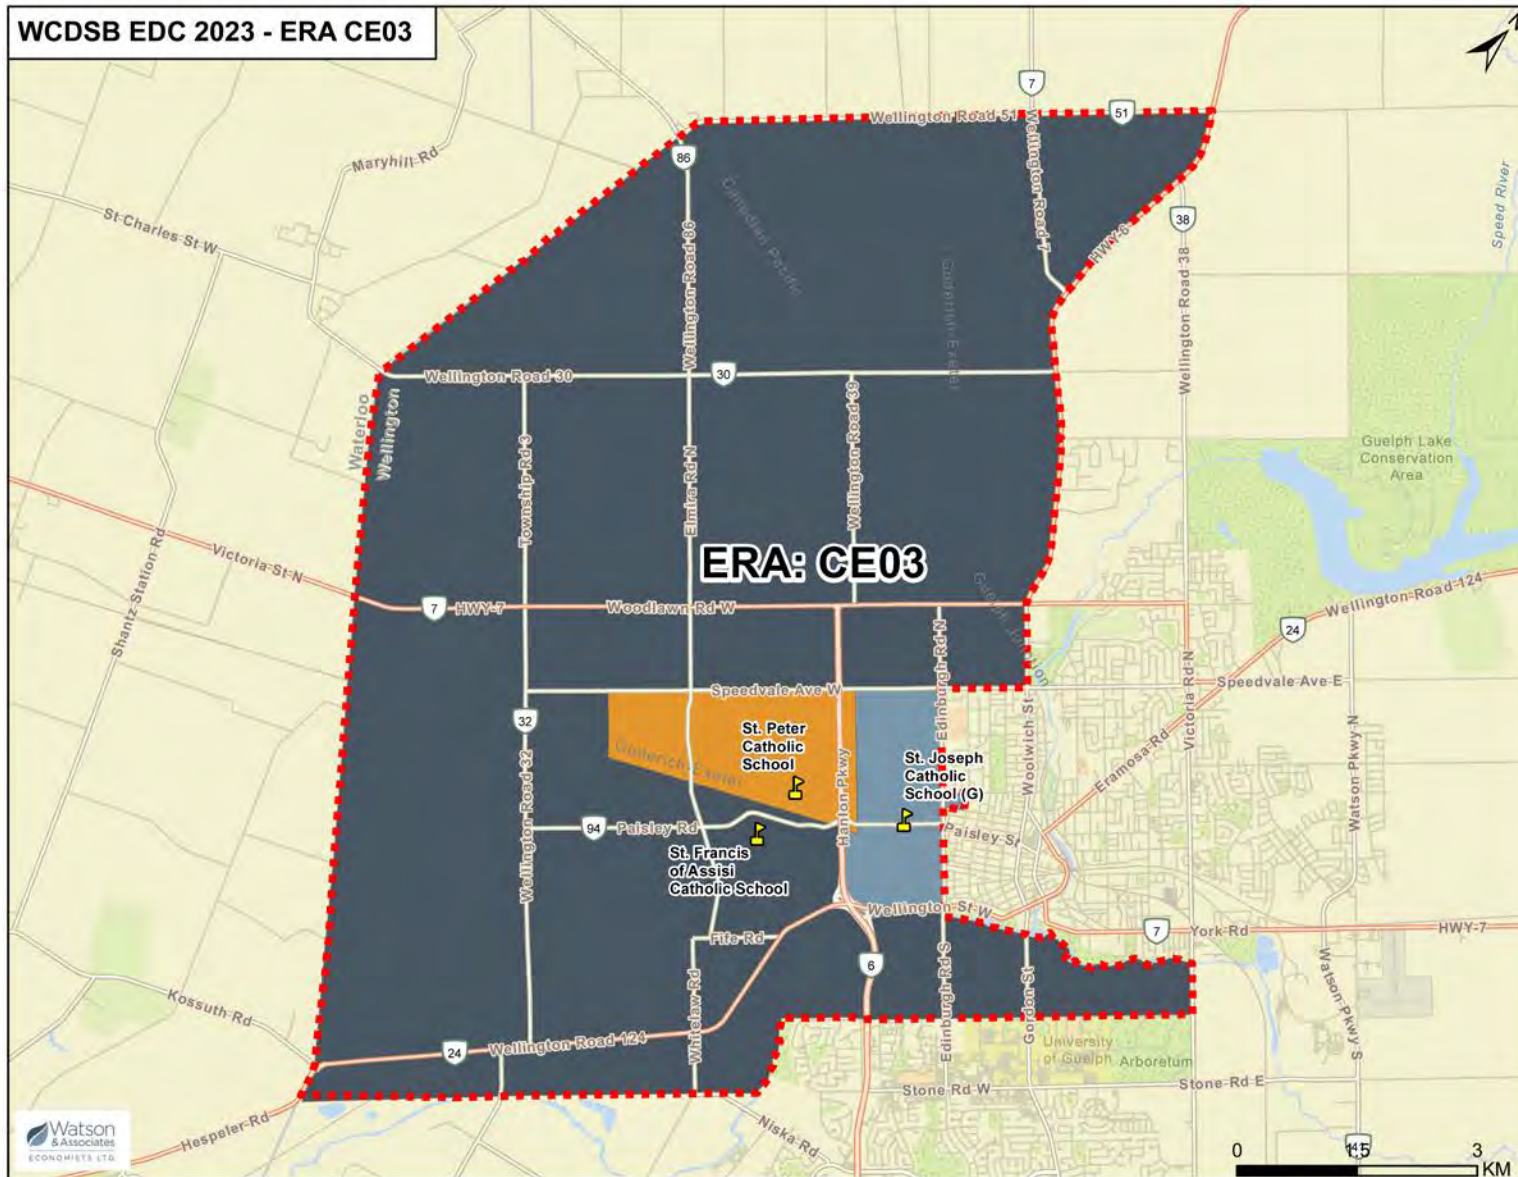 WCDSB EDC 2023 - ERA CE03
7
Wellington Road 51
51
Wellington Road 7
Maryhill Rd
86
Canadian Pacific
St Charles St W
38
Speed River
HWY-6
Wellington Road 86
Wellington Road 38
Goderich-Exeter
Wellington Road 30
30
Wellington Road 39
Waterloo
Wellington
Township Rd 3
Elmira Rd N
Guelph Lake
Conservation
Area
Shantz Station Rd
Victoria St N
ERA: CE03
Guelph Junction
7
HWY-7
Woodlawn Rd W
Wellington Road 124
24
Edinburgh Rd N
Victoria Rd N
Speedvale Ave W
Speedvale Ave E
32
Woolwich St
Watson Pkwy N
St. Peter
Catholic
School
Goderich-Exeter
Hanlon Pkwy
St. Joseph
Catholic
School (G)
Eramosa Rd
94
Paisley Rd
Paisley St
Wellington Road 32
St. Francis
of Assisi
Catholic School
Wellington St W
Fife Rd
7
York Rd
HWY-7
6
Whitelaw Rd
Edinburgh Rd S
Gordon St
Watson Pkwy S
Kossuth Rd
24
Wellington Road 124
University
of Guelph
Arboretum
Stone Rd W
Stone Rd E
Hespeler Rd
Niska Rd
Watson
& Associates
ECONOMISTS LTD.
41
0
1.5
3
KM